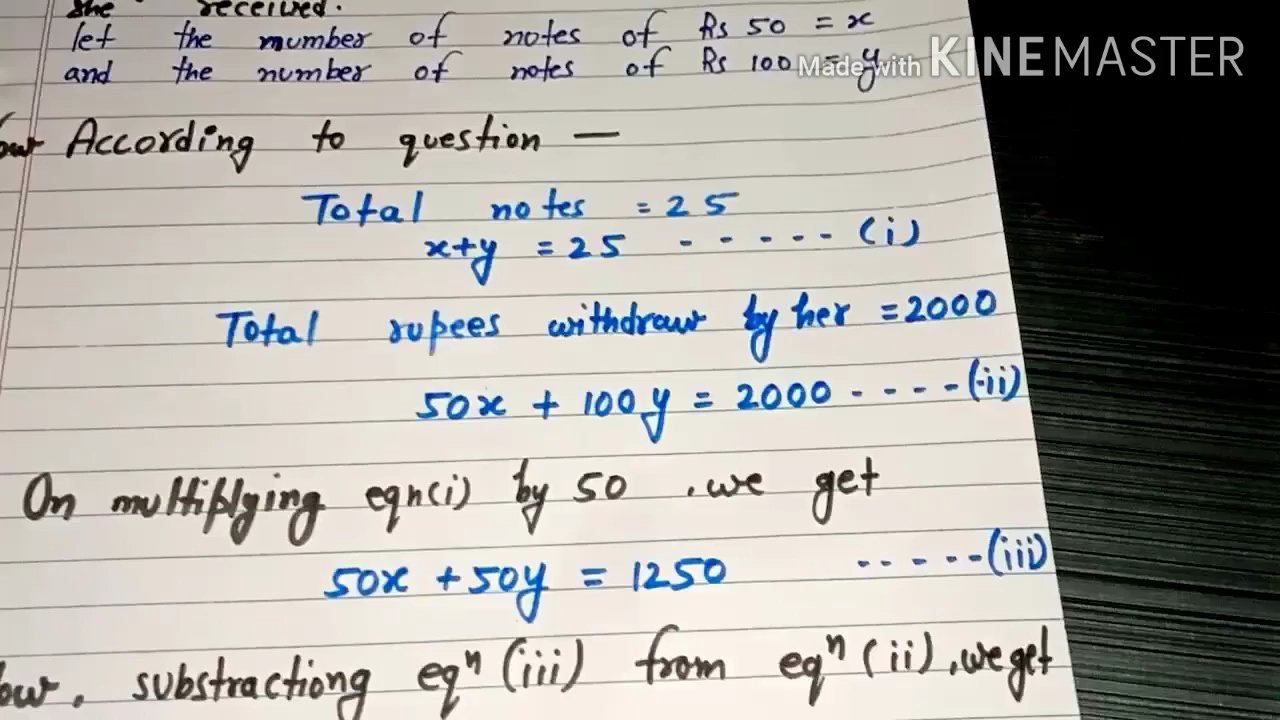 she received.
let the number of notes of Rs 50 = x
and the number of notes of Rs 100 = y
Made with KINEMASTER
According to question —
Total notes = 25
x+y = 25 - - - - - - (i)
Total rupees withdraw by her = 2000
50x + 100y = 2000 - - - - (ii)
On multiplying eqn(i) by 50 , we get
50x + 50y = 1250 - - - - - (iii)
substractiong eqⁿ (iii) from eqⁿ (ii), we get